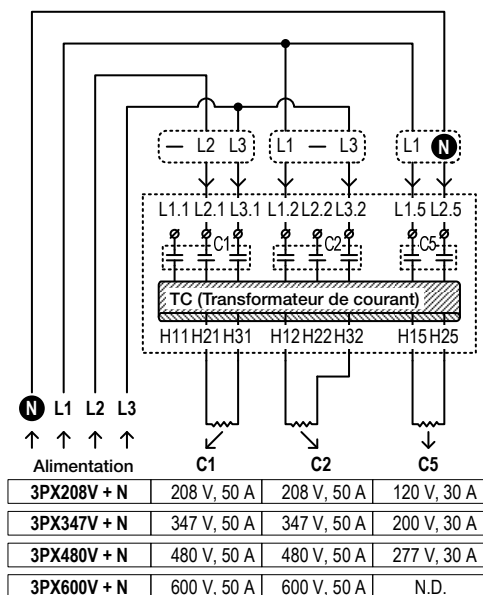 — L2 L3 L1 — L3 L1 N
L1.1 L2.1 L3.1 L1.2 L2.2 L3.2 L1.5 L2.5
C1 C2 C5
TC (Transformateur de courant)
H11 H21 H31 H12 H22 H32 H15 H25
N L1 L2 L3
Alimentation C1 C2 C5
3PX208V + N 208 V, 50 A 208 V, 50 A 120 V, 30 A
3PX347V + N 347 V, 50 A 347 V, 50 A 200 V, 30 A
3PX480V + N 480 V, 50 A 480 V, 50 A 277 V, 30 A
3PX600V + N 600 V, 50 A 600 V, 50 A N.D.